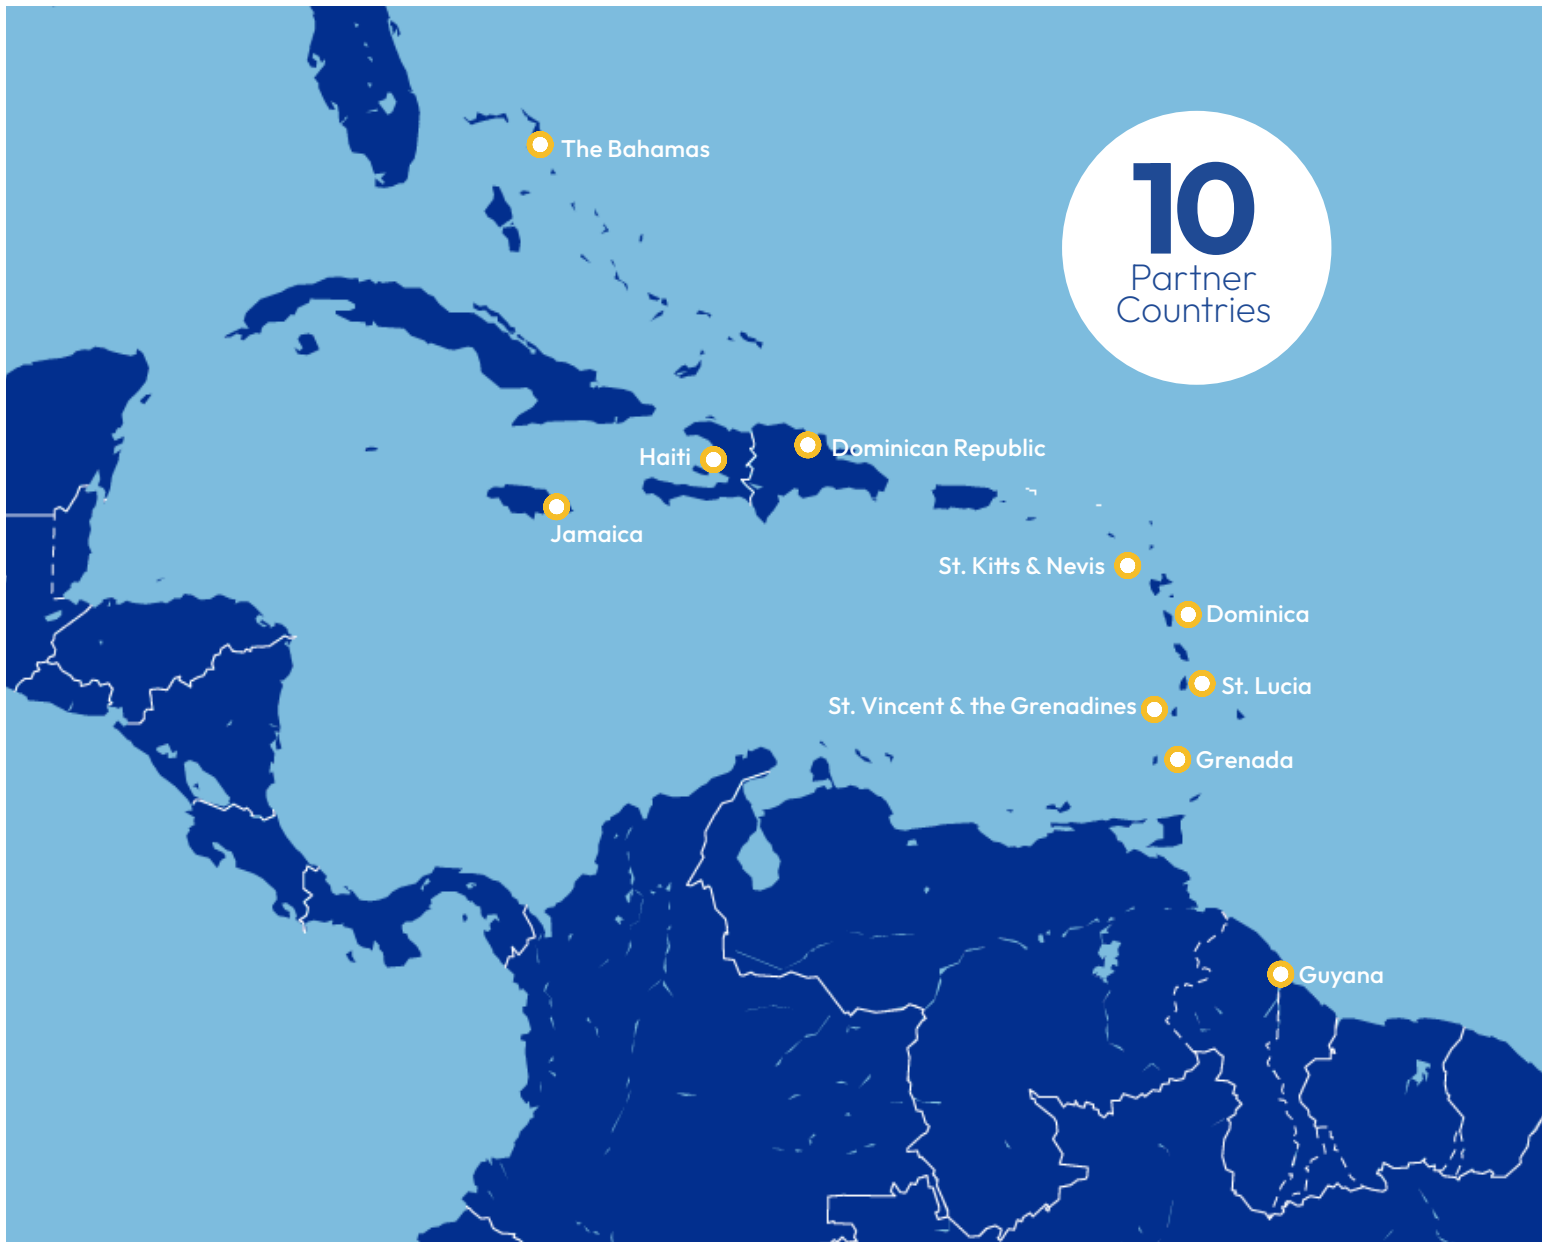 The Bahamas
10
Partner
Countries
Haiti
Dominican Republic
Jamaica
St. Kitts & Nevis
Dominica
St. Lucia
St. Vincent & the Grenadines
Grenada
Guyana